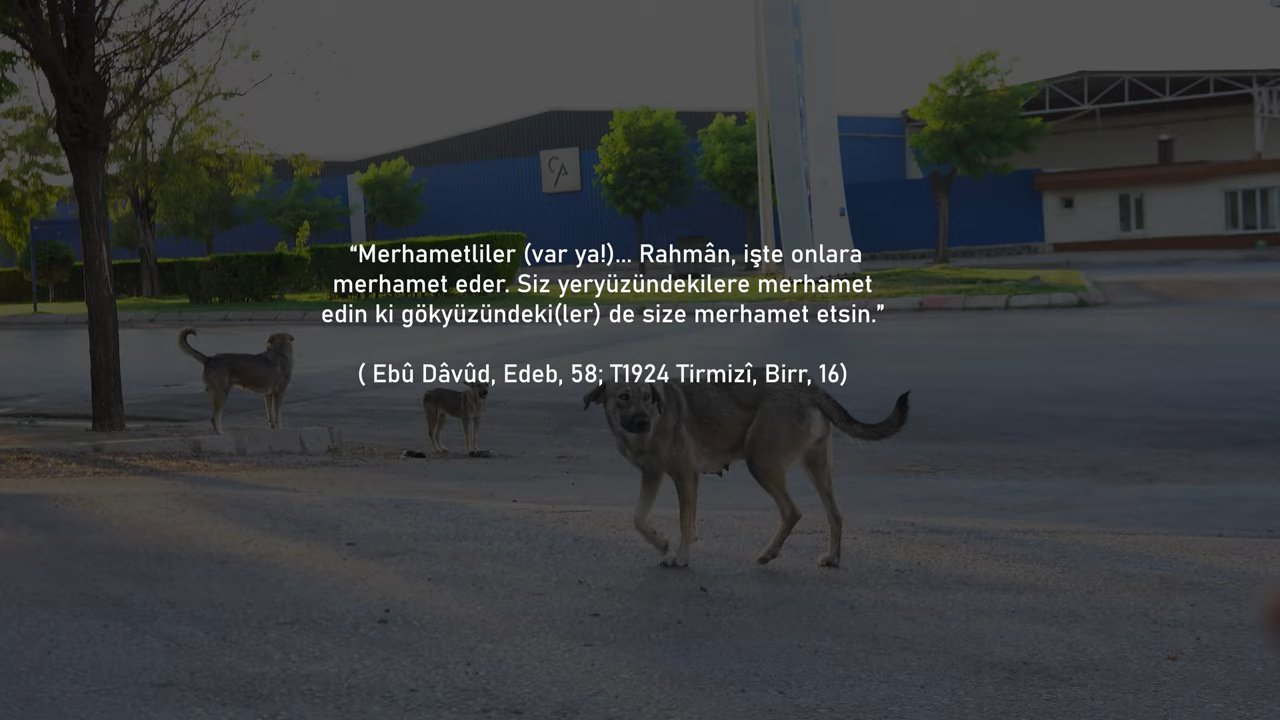 “Merhametliler (var ya!)... Rahmân, işte onlara
merhamet eder. Siz yeryüzündekilere merhamet
edin ki gökyüzündeki(ler) de size merhamet etsin.”
( Ebû Dâvûd, Edeb, 58; T1924 Tirmizî, Birr, 16)